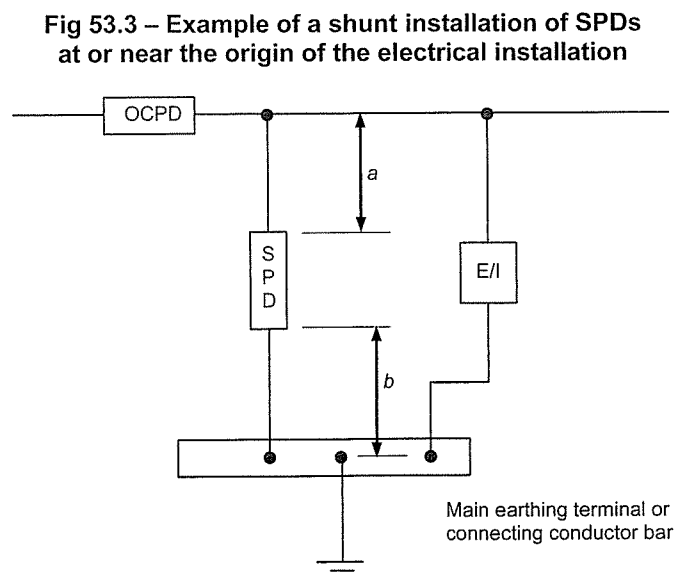 Fig 53.3 – Example of a shunt installation of SPDs
at or near the origin of the electrical installation
OCPD
a
S
P
D
E/I
b
Main earthing terminal or
connecting conductor bar